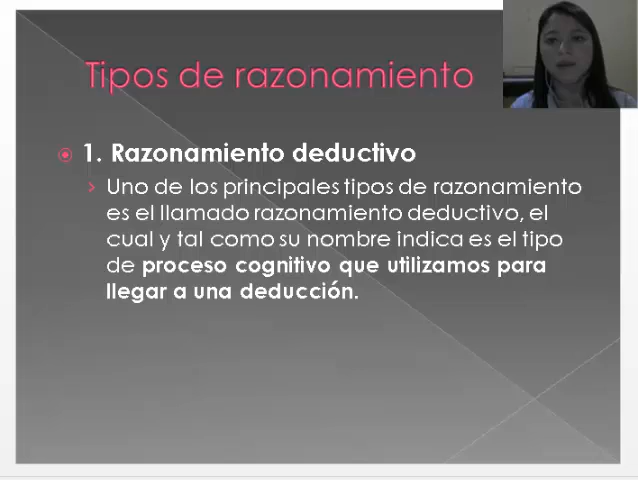 Tipos de razonamiento
1. Razonamiento deductivo
Uno de los principales tipos de razonamiento
es el llamado razonamiento deductivo, el
cual y tal como su nombre indica es el tipo
de proceso cognitivo que utilizamos para
llegar a una deducción.